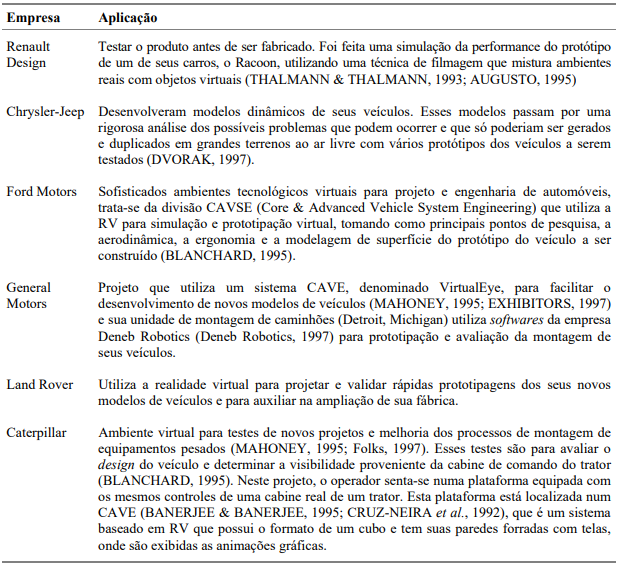 Empresa Aplicação
Renault Design Testar o produto antes de ser fabricado. Foi feita uma simulação da performance do protótipo
de um de seus carros, o Racoon, utilizando uma técnica de filmagem que mistura ambientes
reais com objetos virtuais (THALMANN & THALMANN, 1993; AUGUSTO, 1995)
Chrysler-Jeep Desenvolveram modelos dinâmicos de seus veículos. Esses modelos passam por uma
rigorosa análise dos possíveis problemas que podem ocorrer e que só poderiam ser gerados
e duplicados em grandes terrenos ao ar livre com vários protótipos dos veículos a serem
testados (DVORAK, 1997).
Ford Motors Sofisticados ambientes tecnológicos virtuais para projeto e engenharia de automóveis,
trata-se da divisão CAVSE (Core & Advanced Vehicle System Engineering) que utiliza a
RV para simulação e prototipação virtual, tomando como principais pontos de pesquisa, a
aerodinâmica, a ergonomia e a modelagem de superfície do protótipo do veículo a ser
construído (BLANCHARD, 1995).
General Motors Projeto que utiliza um sistema CAVE, denominado VirtualEye, para facilitar o
desenvolvimento de novos modelos de veículos (MAHONEY, 1995; EXHIBITORS, 1997)
e sua unidade de montagem de caminhões (Detroit, Michigan) utiliza softwares da empresa
Deneb Robotics (Deneb Robotics, 1997) para prototipação e avaliação da montagem de
seus veículos.
Land Rover Utiliza a realidade virtual para projetar e validar rápidas prototipagens dos seus novos
modelos de veículos e para auxiliar na ampliação de sua fábrica.
Caterpillar Ambiente virtual para testes de novos projetos e melhoria dos processos de montagem de
equipamentos pesados (MAHONEY, 1995; Folks, 1997). Esses testes são para avaliar o
design do veículo e determinar a visibilidade proveniente da cabine de comando do trator
(BLANCHARD, 1995). Neste projeto, o operador senta-se numa plataforma equipada com
os mesmos controles de uma cabine real de um trator. Esta plataforma está localizada num
CAVE (BANERJEE & BANERJEE, 1995; CRUZ-NEIRA et al., 1992), que é um sistema
baseado em RV que possui o formato de um cubo e tem suas paredes forradas com telas,
onde são exibidas as animações gráficas.